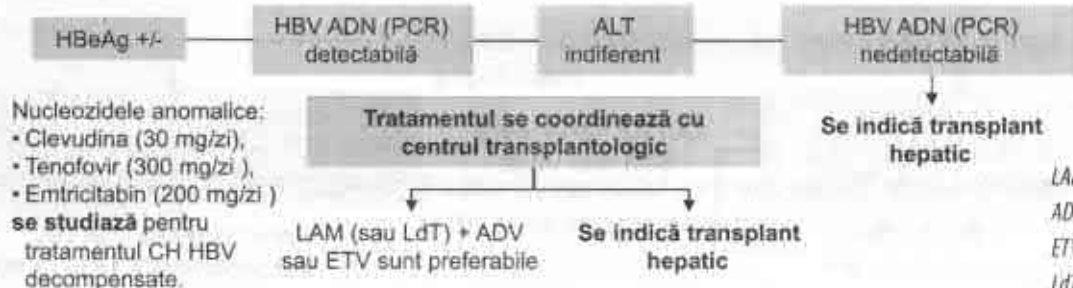 HBeAg +/-
HBV ADN (PCR)
detectabilă
ALT
indiferent
HBV ADN (PCR)
nedetectabilă
Nucleozidele anomalice:
• Clevudina (30 mg/zi),
• Tenofovir (300 mg/zi ),
• Emtricitabin (200 mg/zi )
se studiază pentru
tratamentul CH HBV
decompensate.
Tratamentul se coordinează cu
centrul transplantologic
LAM (sau LdT) + ADV
sau ETV sunt preferabile
Se indică transplant
hepatic
Se indică transplant
hepatic
AD
LdT